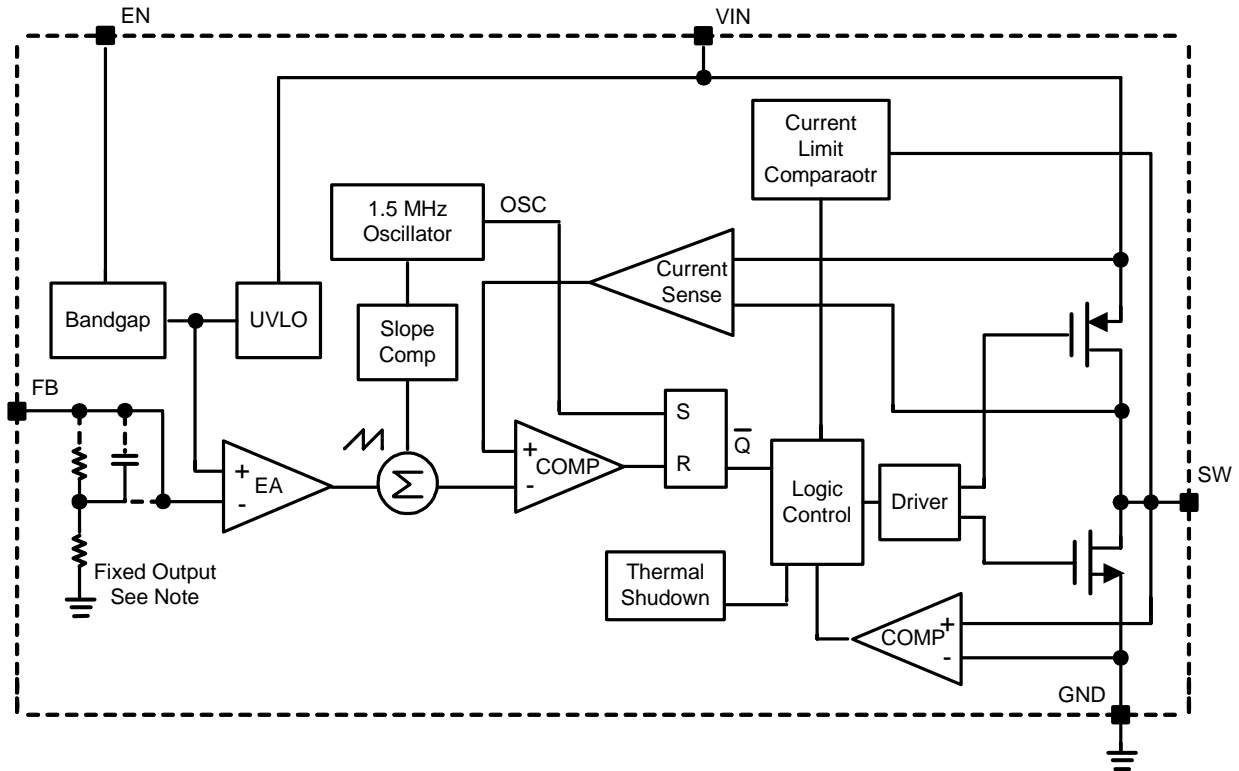 EN
VIN
Current
Limit
Comparaotr
1.5 MHz
Oscillator
OSC
Current
Sense
Bandgap
UVLO
Slope
Comp
FB
S
R
Q̅
+
-
EA
Σ
+
-
COMP
Logic
Control
Driver
SW
Fixed Output
See Note
Thermal
Shudown
COMP
+
-
GND